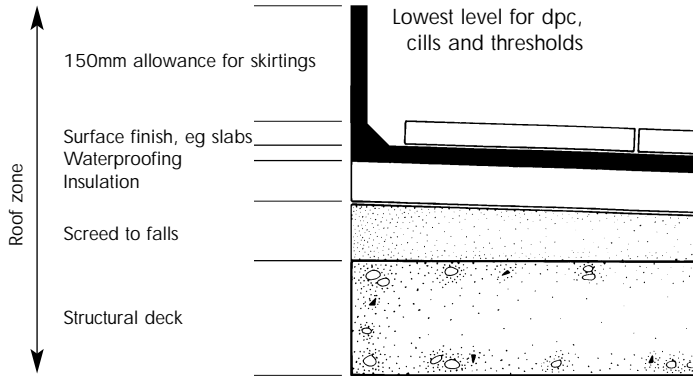 Lowest level for dpc,
cills and thresholds
150mm allowance for skirtings
Surface finish, eg slabs
Waterproofing
Insulation
Screed to falls
Structural deck
Roof zone